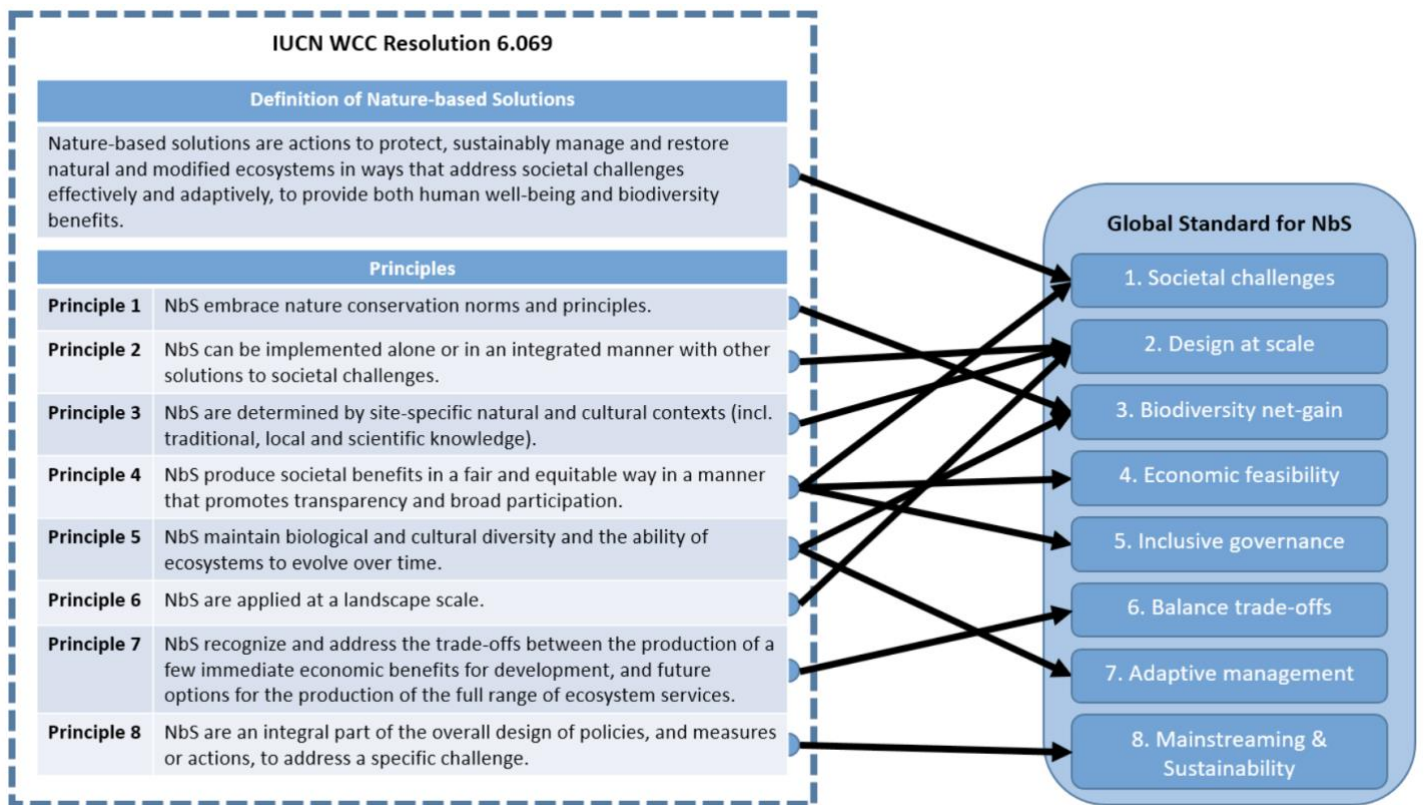 IUCN WCC Resolution 6.069
Definition of Nature-based Solutions
Nature-based solutions are actions to protect, sustainably manage and restore
natural and modified ecosystems in ways that address societal challenges
effectively and adaptively, to provide both human well-being and biodiversity
benefits.
Principles
Principle 1 NbS embrace nature conservation norms and principles.
Principle 2 NbS can be implemented alone or in an integrated manner with other
solutions to societal challenges.
Principle 3 NbS are determined by site-specific natural and cultural contexts (incl.
traditional, local and scientific knowledge).
Principle 4 NbS produce societal benefits in a fair and equitable way in a manner
that promotes transparency and broad participation.
Principle 5 NbS maintain biological and cultural diversity and the ability of
ecosystems to evolve over time.
Principle 6 NbS are applied at a landscape scale.
Principle 7 NbS recognize and address the trade-offs between the production of a
few immediate economic benefits for development, and future
options for the production of the full range of ecosystem services.
Principle 8 NbS are an integral part of the overall design of policies, and measures
or actions, to address a specific challenge.
Global Standard for NbS
1. Societal challenges
2. Design at scale
3. Biodiversity net-gain
4. Economic feasibility
5. Inclusive governance
6. Balance trade-offs
7. Adaptive management
8. Mainstreaming &
Sustainability